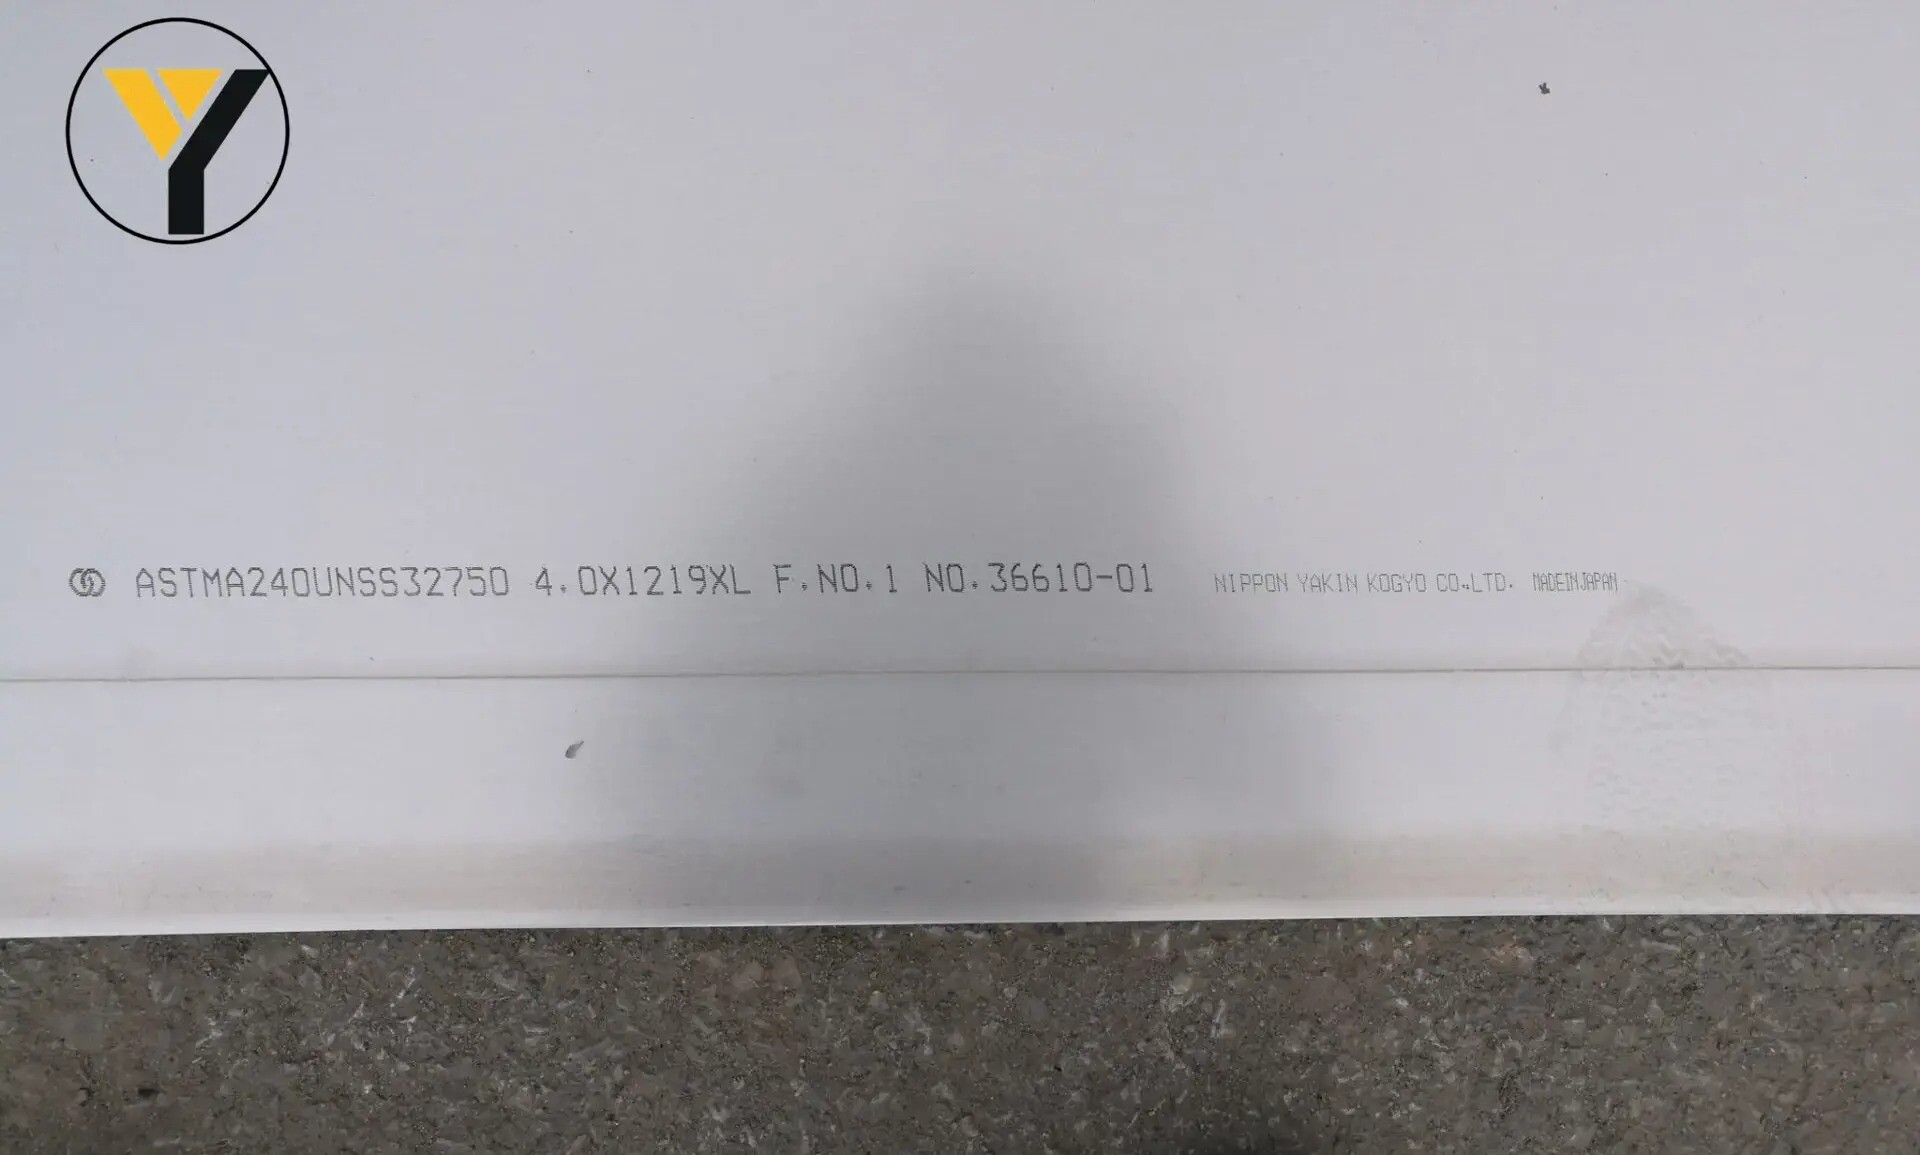 ASTMA240UNSS32750 4.0X1219XL F.NO.1 NO.36610-01 NIPPON YAKIN KOGYO CO.,LTD. MADEINJAPAN